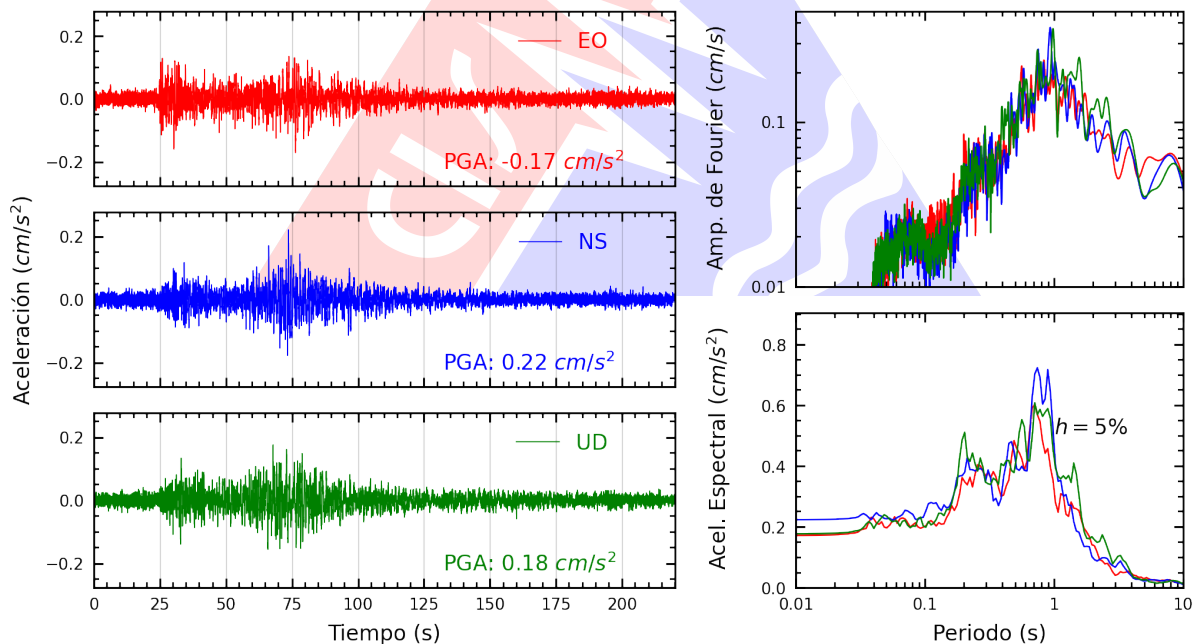 Aceleración (cm/s²)
0.2
0.0
−0.2
EO
PGA: -0.17 cm/s²
0.2
0.0
−0.2
NS
PGA: 0.22 cm/s²
0.2
0.0
−0.2
UD
PGA: 0.18 cm/s²
0 25 50 75 100 125 150 175 200
Tiempo (s)
Amp. de Fourier (cm/s)
0.1
0.01
Acel. Espectral (cm/s²)
0.8
0.6
0.4
0.2
0.0
h = 5%
0.01 0.1 1 10
Periodo (s)